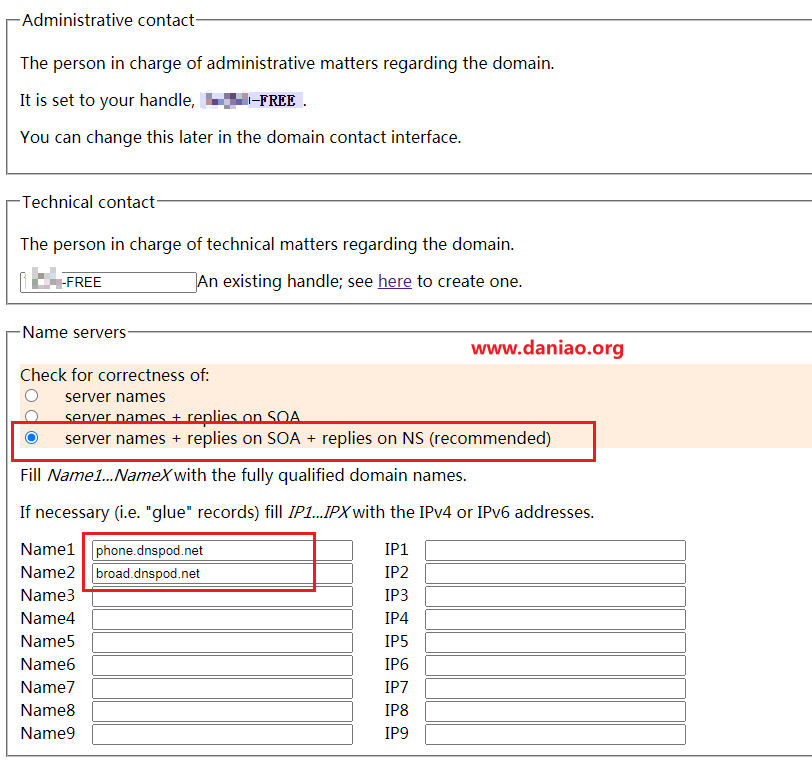 Administrative contact
The person in charge of administrative matters regarding the domain.
It is set to your handle, -FREE .
You can change this later in the domain contact interface.
Technical contact
The person in charge of technical matters regarding the domain.
-FREE An existing handle; see here to create one.
Name servers
www.daniao.org
Check for correctness of:
server names
server names + replies on SOA
server names + replies on SOA + replies on NS (recommended)
Fill Name1...NameX with the fully qualified domain names.
If necessary (i.e. "glue" records) fill IP1...IPX with the IPv4 or IPv6 addresses.
Name1 phone.dnspod.net IP1
Name2 broad.dnspod.net IP2
Name3 IP3
Name4 IP4
Name5 IP5
Name6 IP6
Name7 IP7
Name8 IP8
Name9 IP9